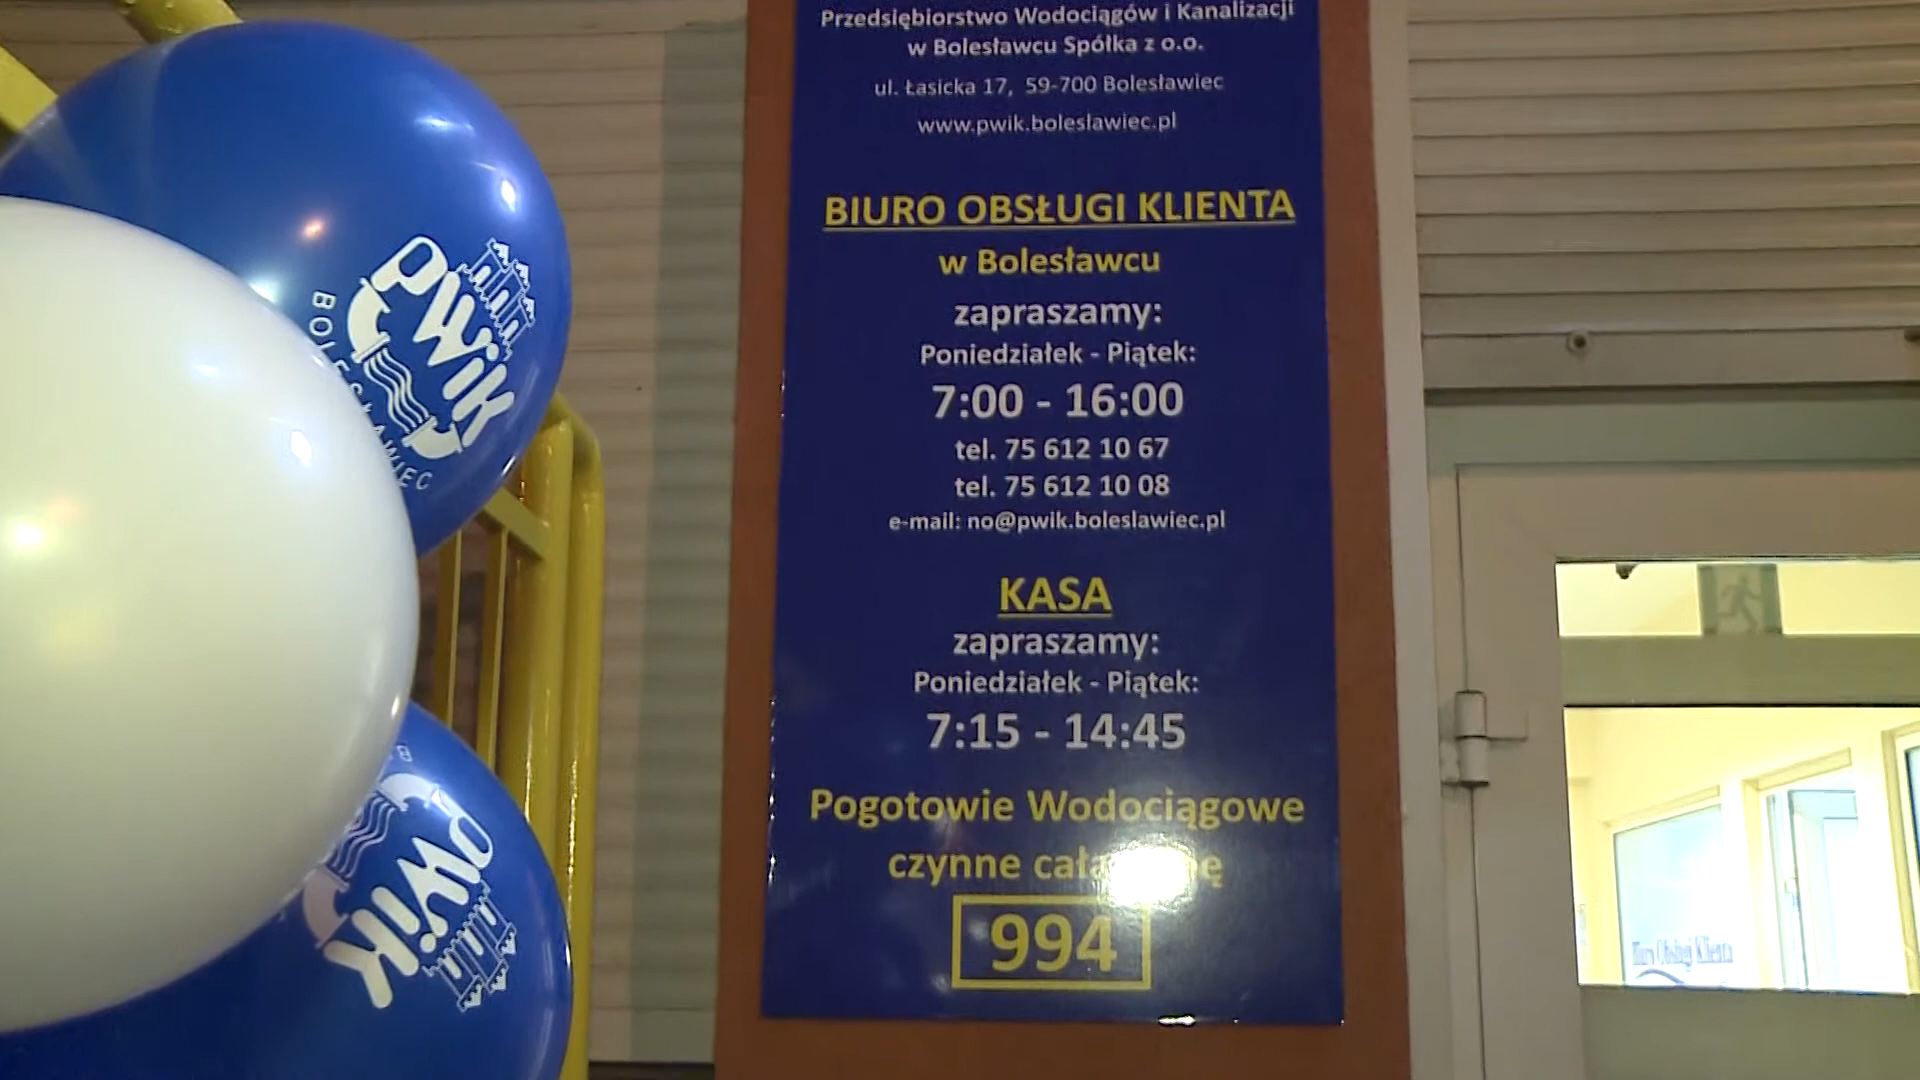 Przedsiębiorstwo Wodociągów i Kanalizacji
w Bolesławcu Spółka z o.o.
ul. Łasicka 17, 59-700 Bolesławiec
www.pwik.boleslawiec.pl
BIURO OBSŁUGI KLIENTA
w Bolesławcu
zapraszamy:
Poniedziałek - Piątek:
7:00 - 16:00
tel. 75 612 10 67
tel. 75 612 10 08
e-mail: no@pwik.boleslawiec.pl
KASA
zapraszamy:
Poniedziałek - Piątek:
7:15 - 14:45
Pogotowie Wodociągowe
czynne całą
994
PWiK
BOLESŁAWIEC
PWiK
Biuro Obsługi Klienta